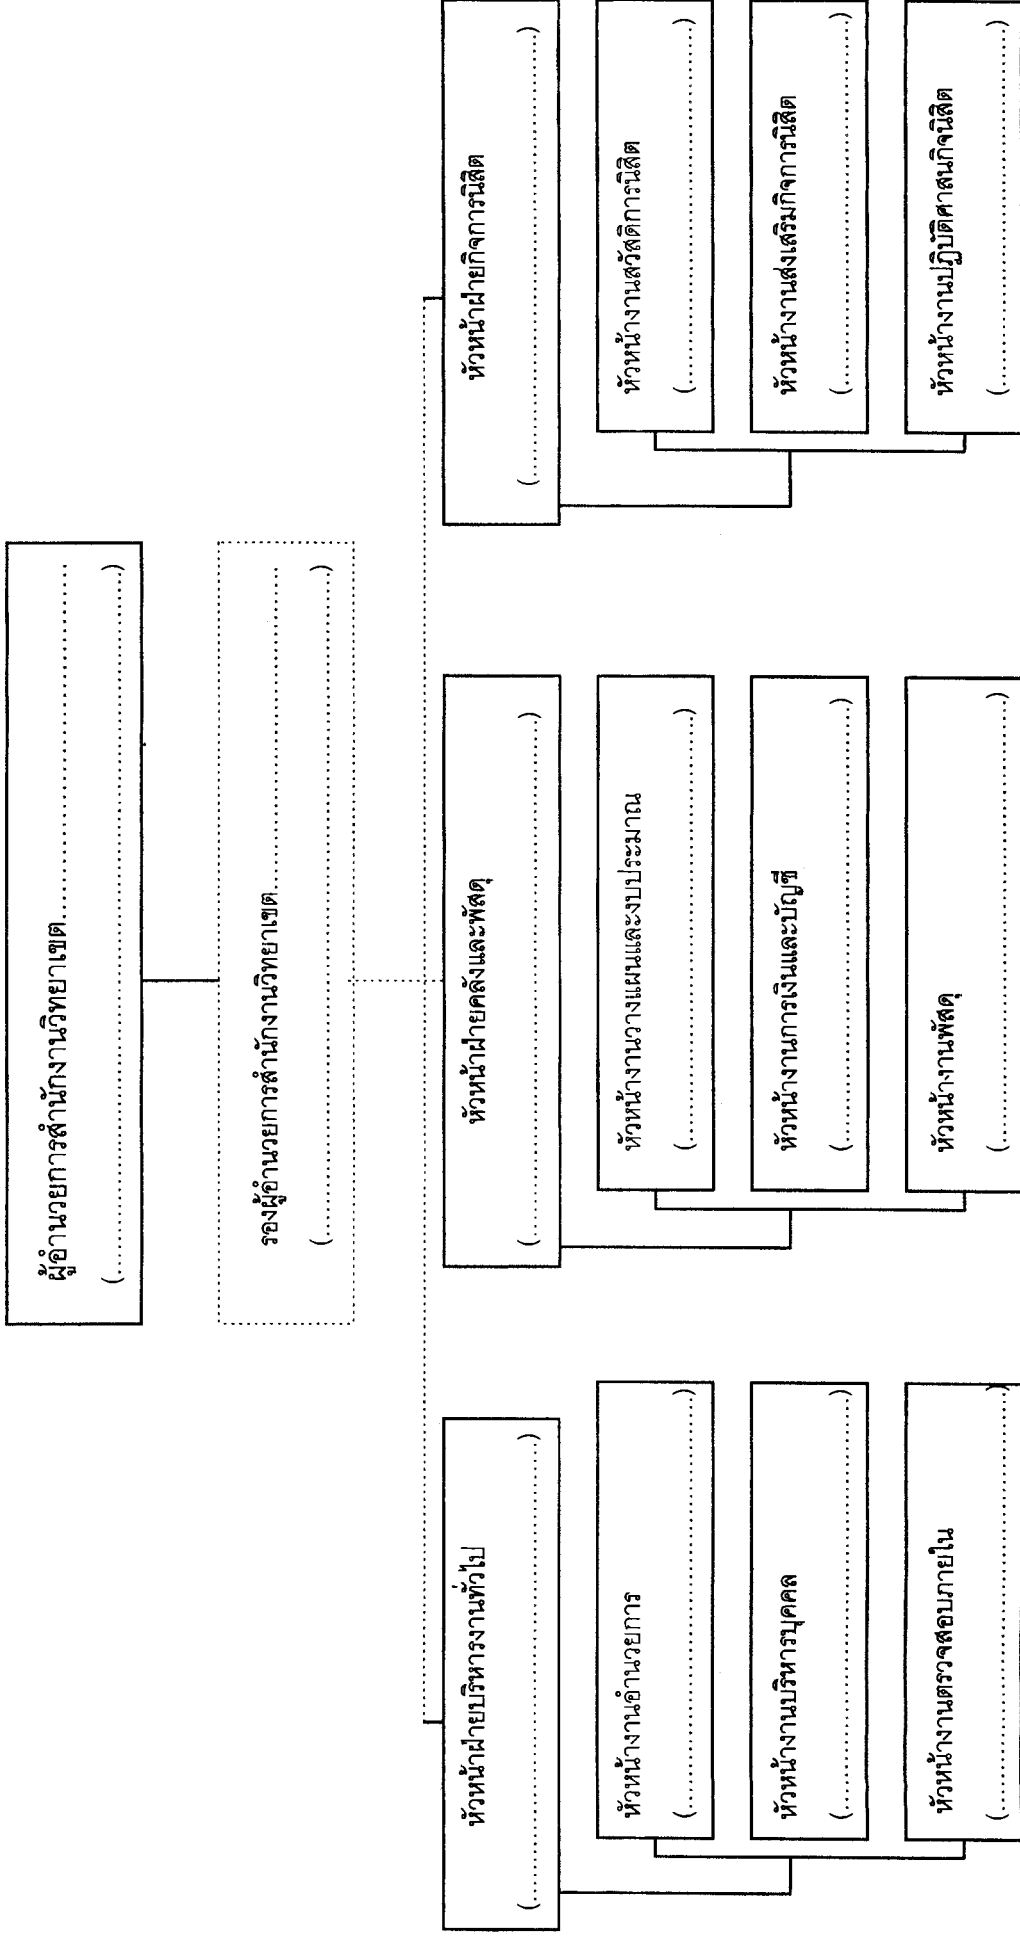 ผู้อำนวยการสำนักงานวิทยาเขต........................................
(............................................................)
รองผู้อำนวยการสำนักงานวิทยาเขต........................................
(............................................................)
หัวหน้าฝ่ายบริหารงานทั่วไป
(............................................................)
หัวหน้างานอำนวยการ
(............................................................)
หัวหน้างานบริหารบุคคล
(............................................................)
หัวหน้างานตรวจสอบภายใน
(............................................................)
หัวหน้าฝ่ายคลังและพัสดุ
(............................................................)
หัวหน้างานวางแผนและงบประมาณ
(............................................................)
หัวหน้างานการเงินและบัญชี
(............................................................)
หัวหน้างานพัสดุ
(............................................................)
หัวหน้าฝ่ายกิจการนิสิต
(............................................................)
หัวหน้างานสวัสดิการนิสิต
(............................................................)
หัวหน้างานส่งเสริมกิจการนิสิต
(............................................................)
หัวหน้างานปฏิบัติศาสนกิจนิสิต
(............................................................)